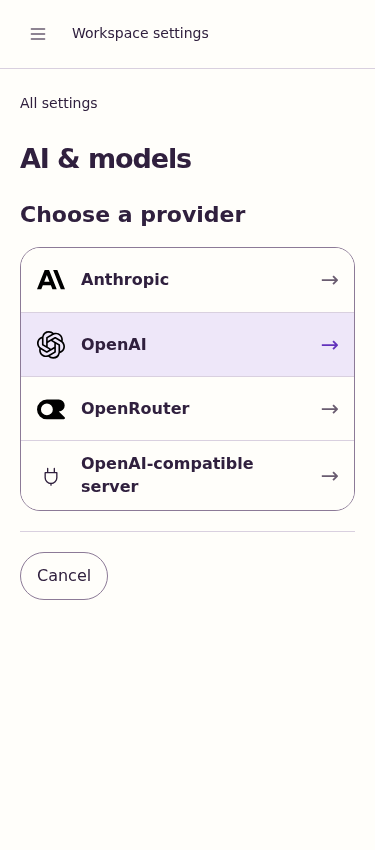 Workspace settings
All settings
AI & models
Choose a provider
Anthropic
OpenAI
OpenRouter
OpenAI-compatible
server
Cancel